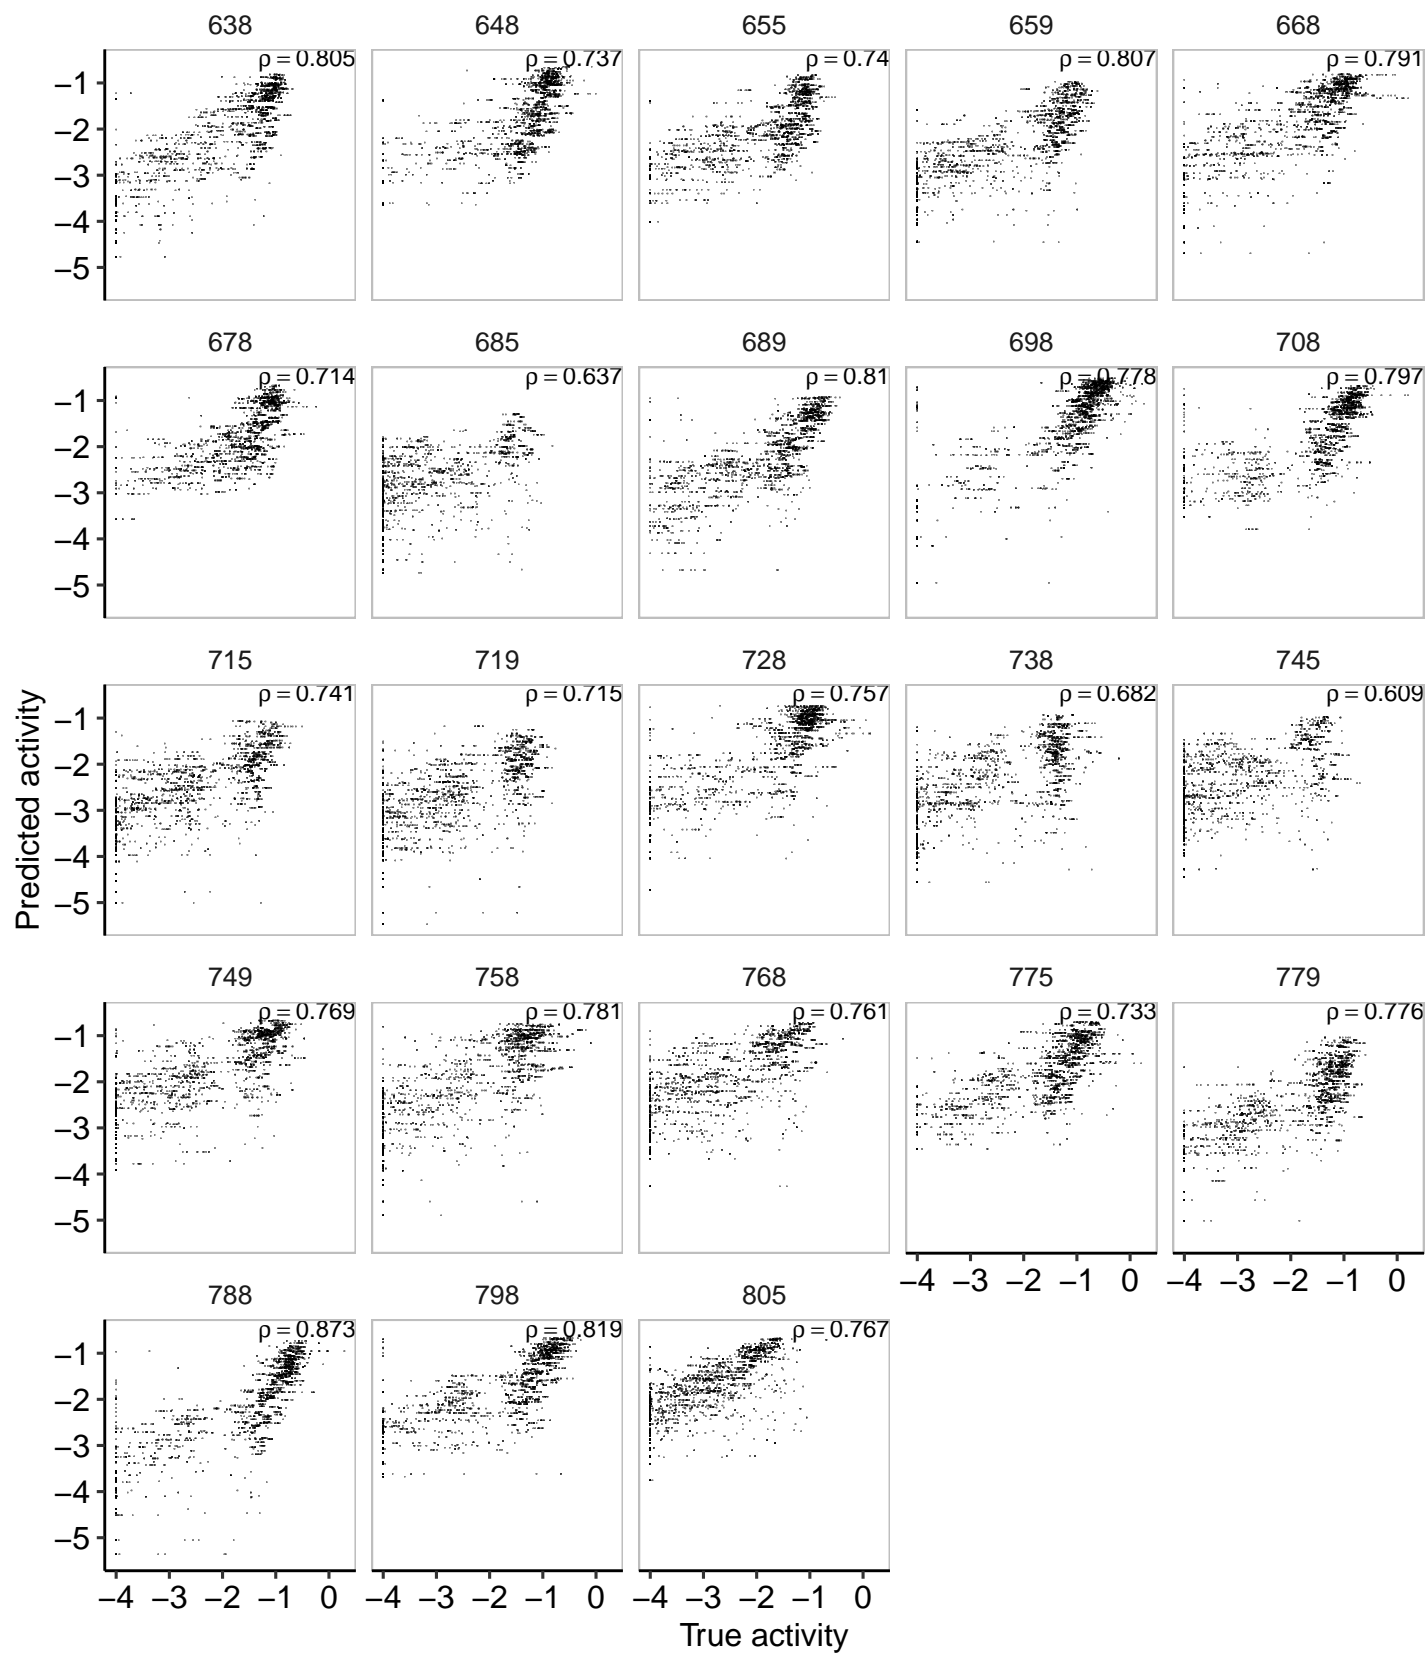 638 648 655 659 668
ρ = 0.805 ρ = 0.737 ρ = 0.74 ρ = 0.807 ρ = 0.791
−1
−2
−3
−4
−5
678 685 689 698 708
ρ = 0.714 ρ = 0.637 ρ = 0.81 ρ = 0.778 ρ = 0.797
−1
−2
−3
−4
−5
715 719 728 738 745
ρ = 0.741 ρ = 0.715 ρ = 0.757 ρ = 0.682 ρ = 0.609
−1
−2
−3
−4
−5
Predicted activity
749 758 768 775 779
ρ = 0.769 ρ = 0.781 ρ = 0.761 ρ = 0.733 ρ = 0.776
−1
−2
−3
−4
−5
−4 −3 −2 −1 0 −4 −3 −2 −1 0
788 798 805
ρ = 0.873 ρ = 0.819 ρ = 0.767
−1
−2
−3
−4
−5
−4 −3 −2 −1 0 −4 −3 −2 −1 0 −4 −3 −2 −1 0
True activity